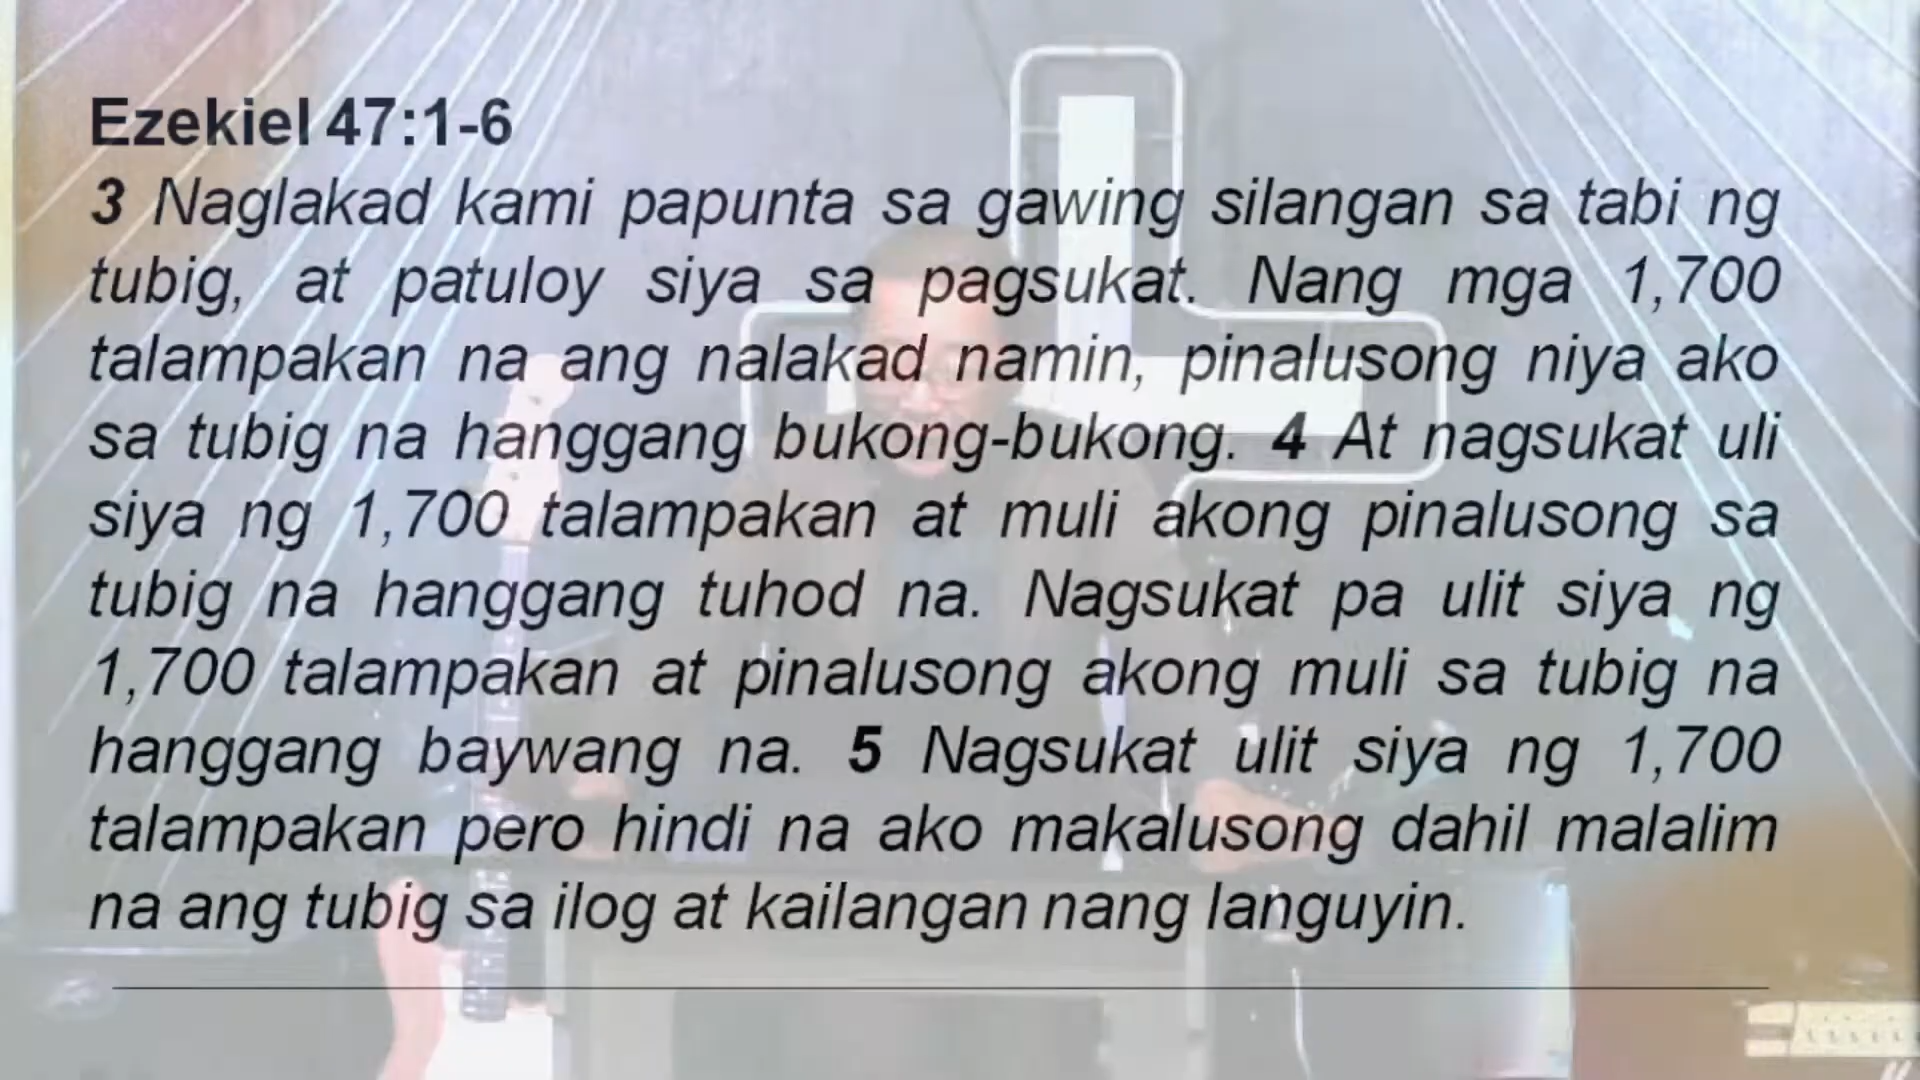 Ezekiel 47:1-6
3 Naglakad kami papunta sa gawing silangan sa tabi ng
tubig, at patuloy siya sa pagsukat. Nang mga 1,700
talampakan na ang nalakad namin, pinalusong niya ako
sa tubig na hanggang bukong-bukong. 4 At nagsukat uli
siya ng 1,700 talampakan at muli akong pinalusong sa
tubig na hanggang tuhod na. Nagsukat pa ulit siya ng
1,700 talampakan at pinalusong akong muli sa tubig na
hanggang baywang na. 5 Nagsukat ulit siya ng 1,700
talampakan pero hindi na ako makalusong dahil malalim
na ang tubig sa ilog at kailangan nang languyin.